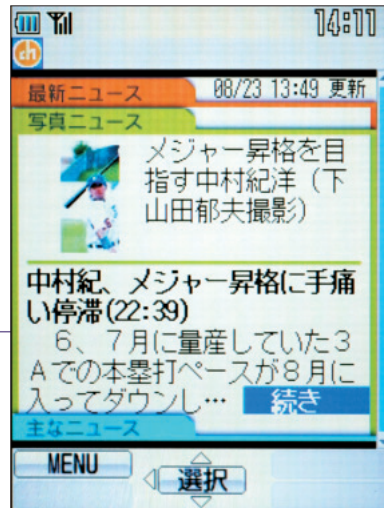 14:11
ch
最新ニュース
08/23 13:49 更新
写真ニュース
メジャー昇格を目
指す中村紀洋（下
山田郁夫撮影）
中村紀、メジャー昇格に手痛
い停滞(22:39)
6、7月に量産していた3
Aでの本塁打ペースが8月に
入ってダウンし… 続き
主なニュース
MENU
選択